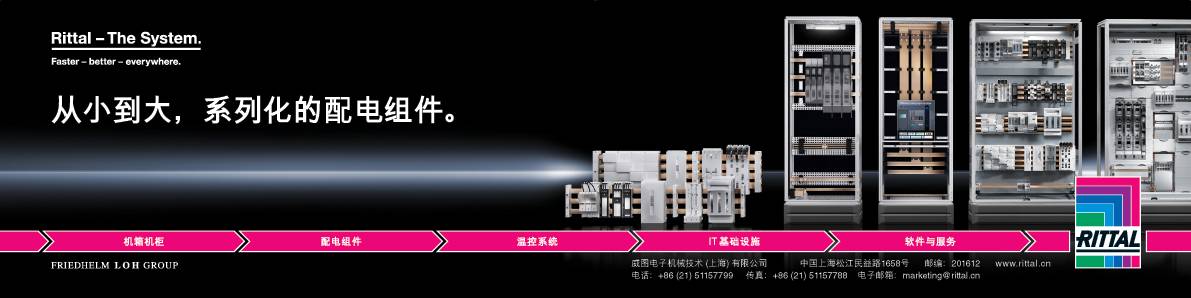 Rittal – The System.
Faster – better – everywhere.
从小到大，系列化的配电组件。
机箱机柜 配电组件 温控系统 IT 基础设施 软件与服务
RITTAL
FRIEDHELM LOH GROUP
威图电子机械技术 (上海) 有限公司 中国上海松江民益路1658号 邮编：201612 www.rittal.cn
电话：+86 (21) 51157799 传真：+86 (21) 51157788 电子邮箱：marketing@rittal.cn